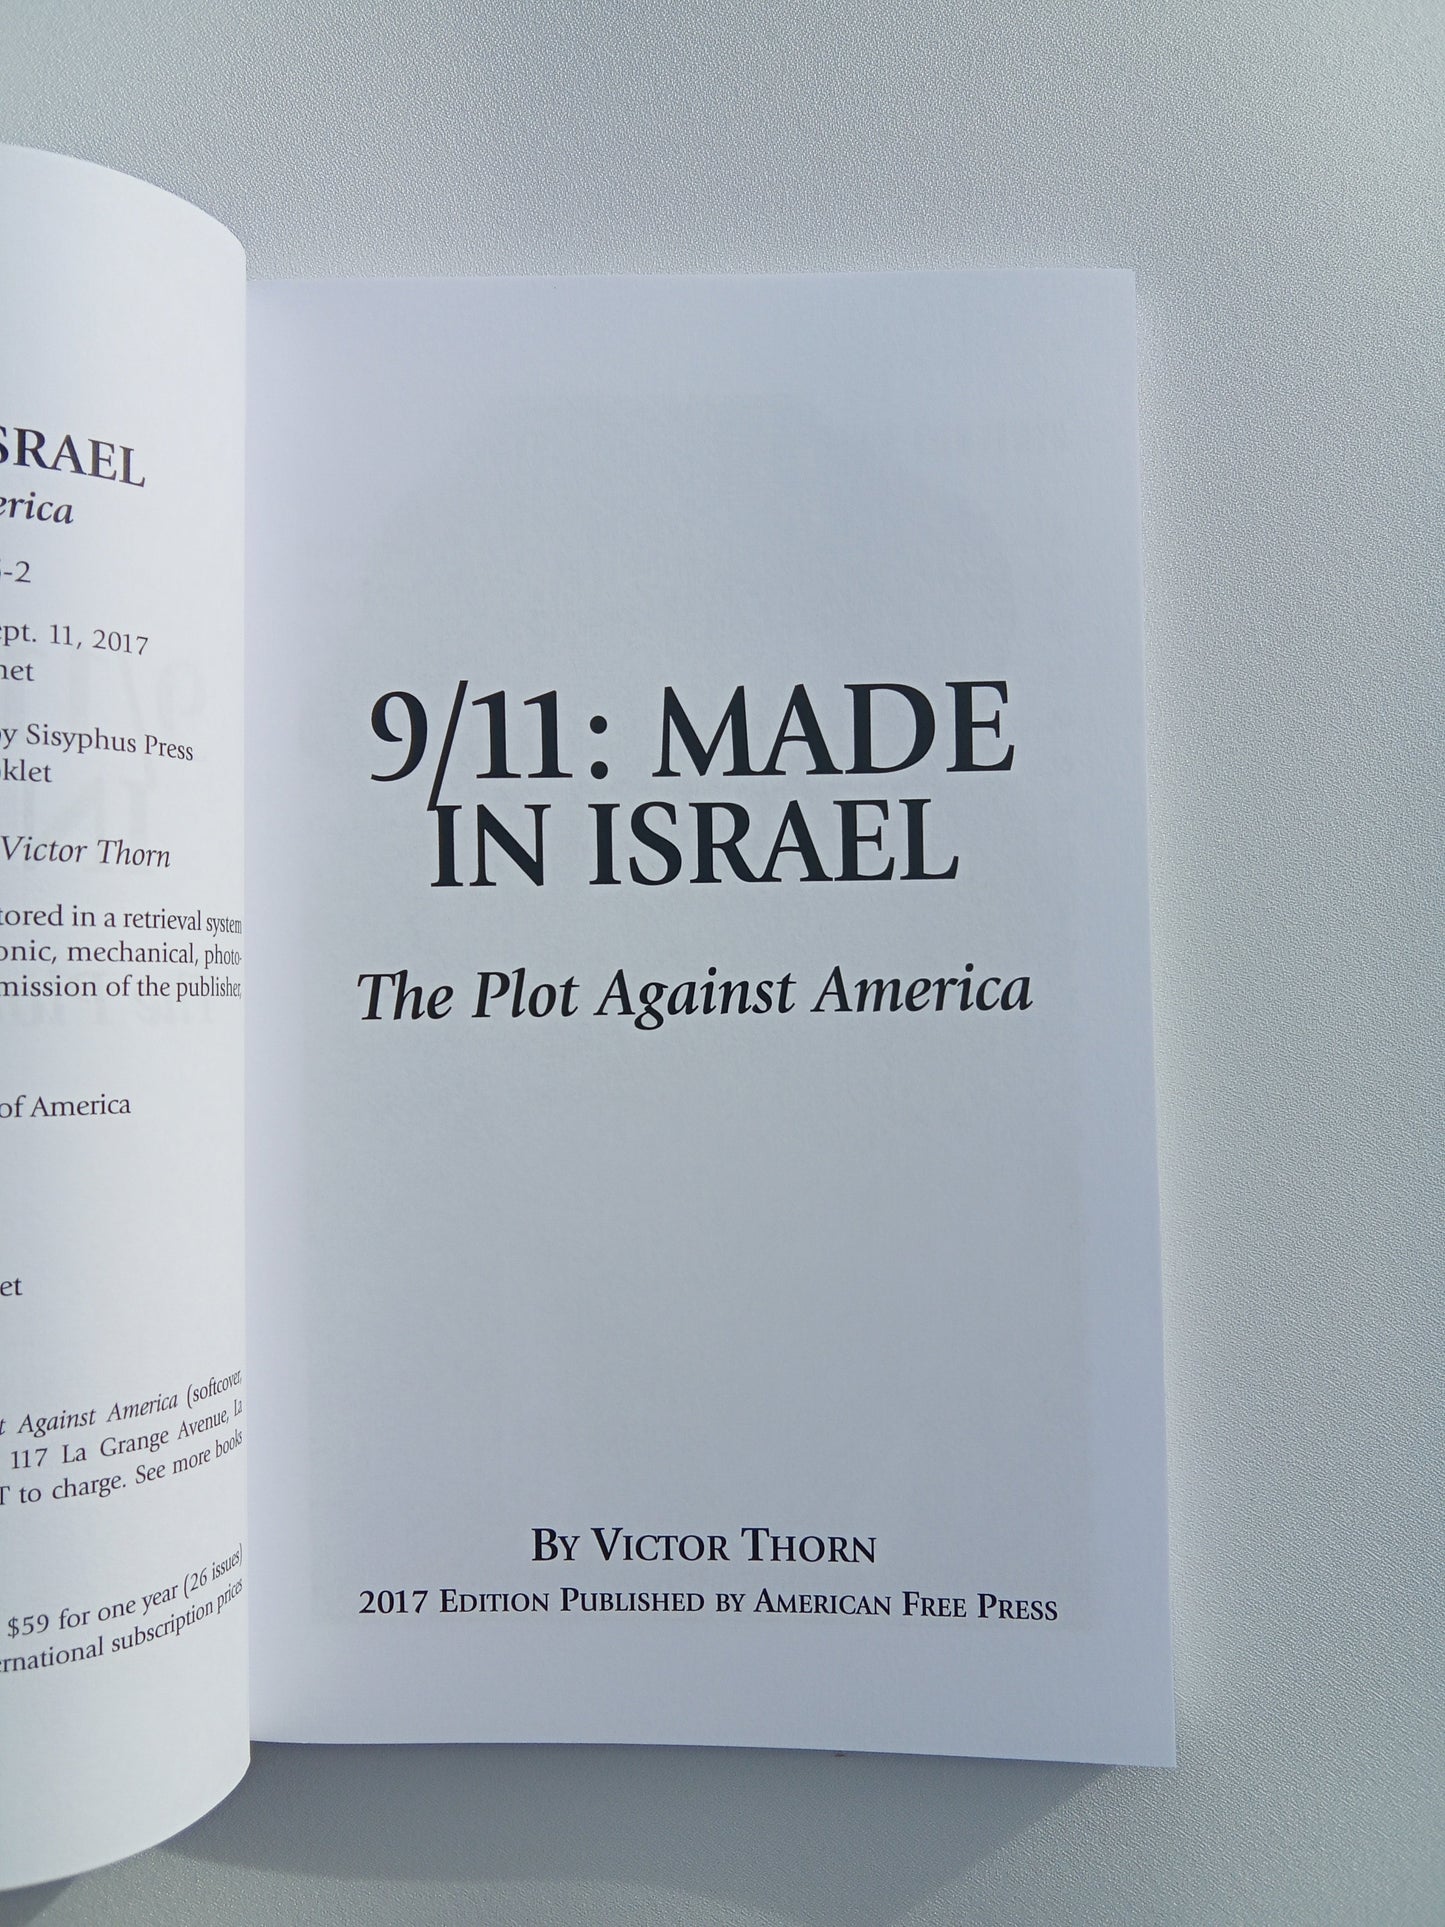 SRAEL
erica
-2
ept. 11, 2017
net
by Sisyphus Press
klet
Victor Thorn
tored in a retrieval system
onic, mechanical, photo-
mission of the publisher,
of America
et
t Against America (softcover,
117 La Grange Avenue, La
T to charge. See more books
$59 for one year (26 issues)
ernational subscription prices
9/11: MADE
IN ISRAEL
The Plot Against America
BY VICTOR THORN
2017 EDITION PUBLISHED BY AMERICAN FREE PRESS